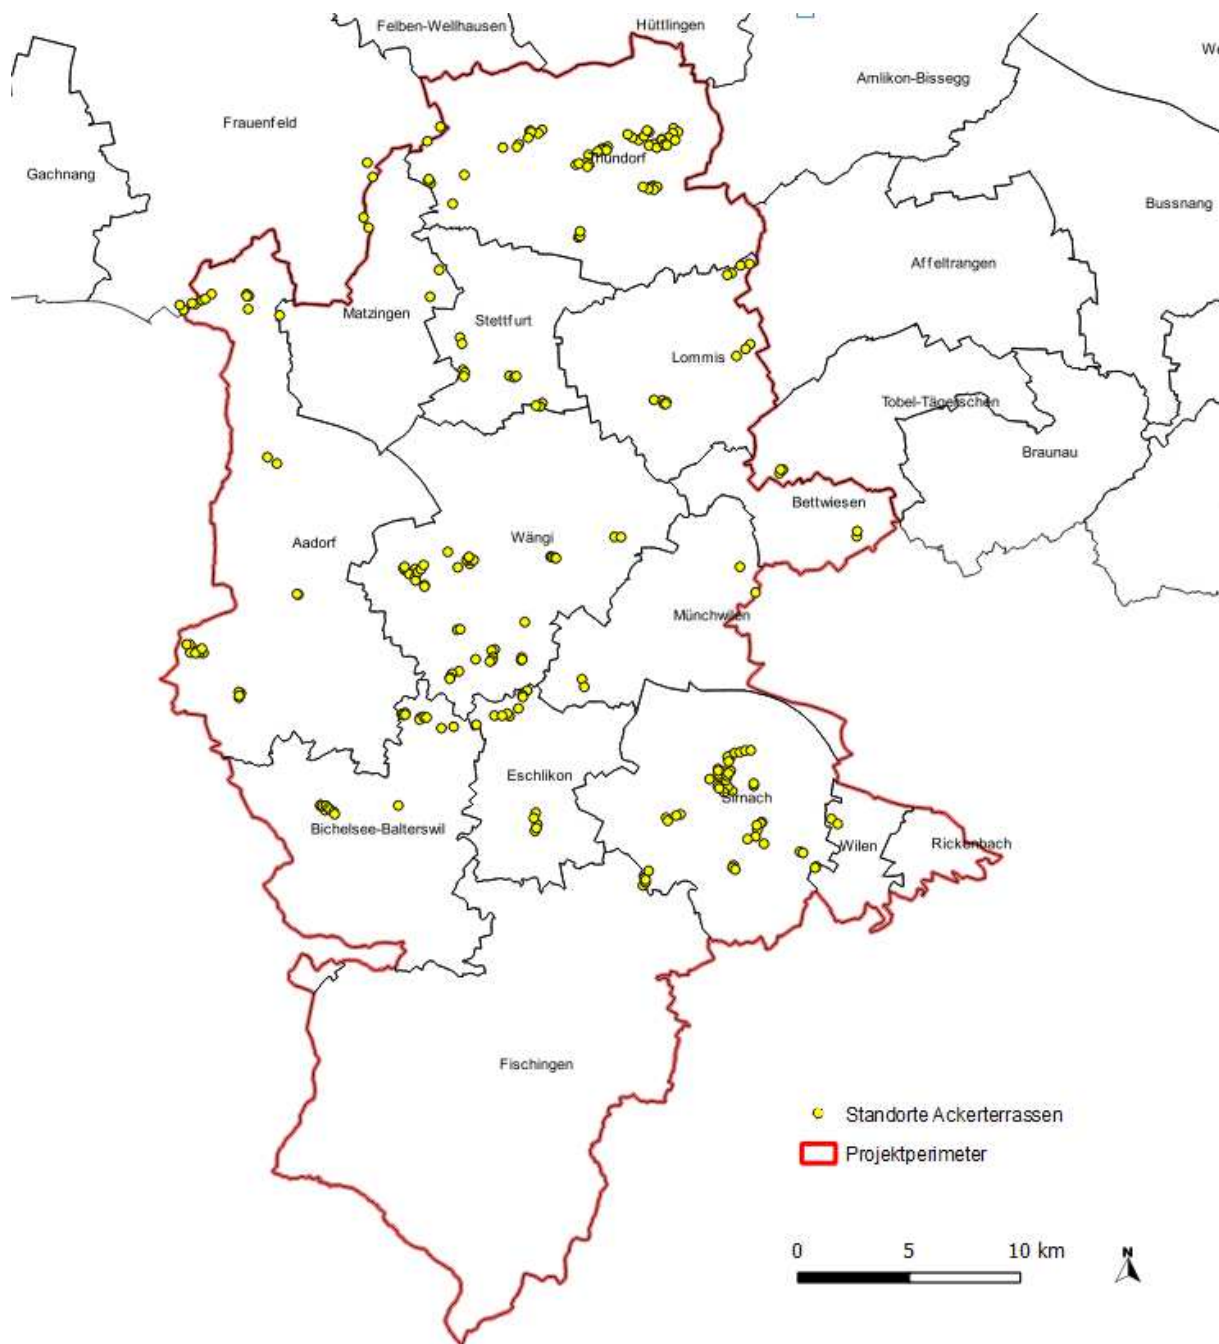 Felben-Wellhausen
Hüttlingen
We
Amlikon-Bissegg
Frauenfeld
Gachnang
Thundorf
Bussnang
Affeltrangen
Matzingen
Stettfurt
Lommis
Tobel-Tägerschen
Braunau
Bettwiesen
Aadorf
Wängi
Münchwilen
Eschlikon
Sirnach
Bichelsee-Balterswil
Wilen
Rickenbach
Fischingen
Standorte Ackerterrassen
Projektperimeter
0 5 10 km
N